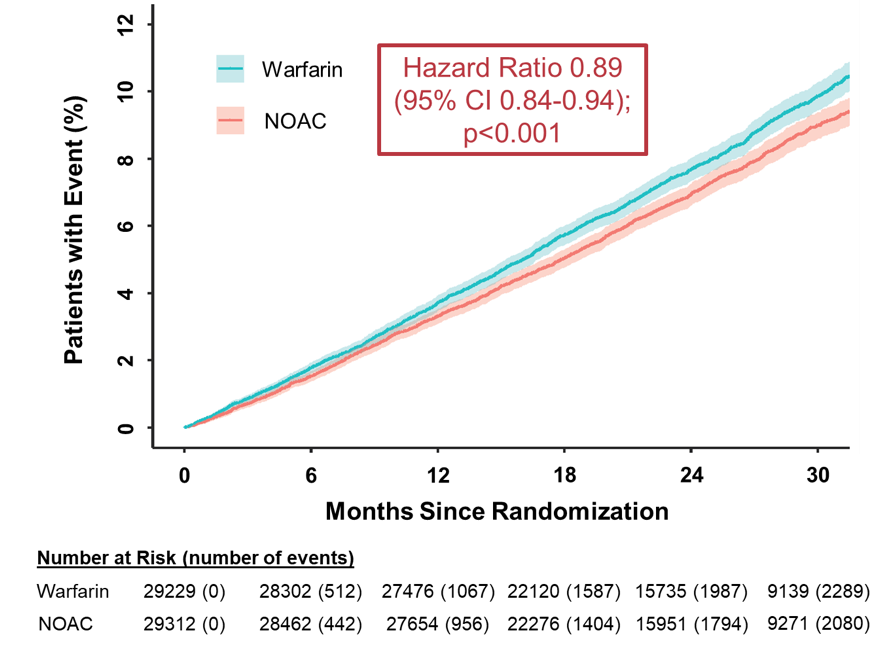 12
10
8
6
4
2
0
Patients with Event (%)
Warfarin
NOAC
Hazard Ratio 0.89
(95% CI 0.84-0.94);
p<0.001
0 6 12 18 24 30
Months Since Randomization
Number at Risk (number of events)
Warfarin 29229 (0) 28302 (512) 27476 (1067) 22120 (1587) 15735 (1987) 9139 (2289)
NOAC 29312 (0) 28462 (442) 27654 (956) 22276 (1404) 15951 (1794) 9271 (2080)